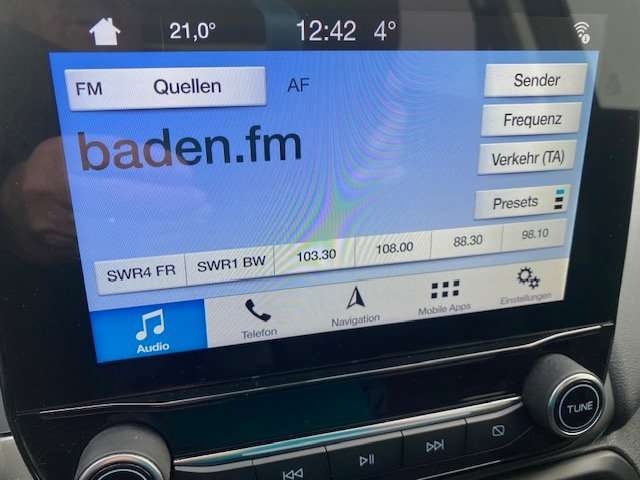 21,0° 12:42 4°
FM Quellen AF Sender
Frequenz
baden.fm
Verkehr (TA)
Presets
SWR4 FR SWR1 BW 103.30 108.00 88.30 98.10
Audio Telefon Navigation Mobile Apps Einstellungen
TUNE